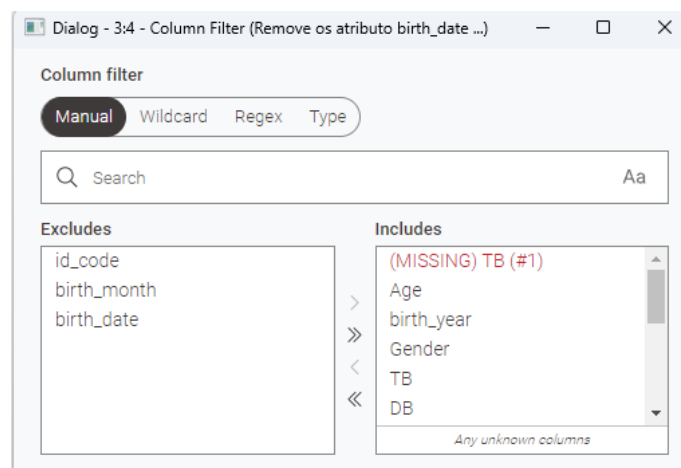 Dialog - 3:4 - Column Filter (Remove os atributo birth_date ...)
Column filter
Manual Wildcard Regex Type
Search Aa
Excludes
id_code
birth_month
birth_date
Includes
(MISSING) TB (#1)
Age
birth_year
Gender
TB
DB
Any unknown columns